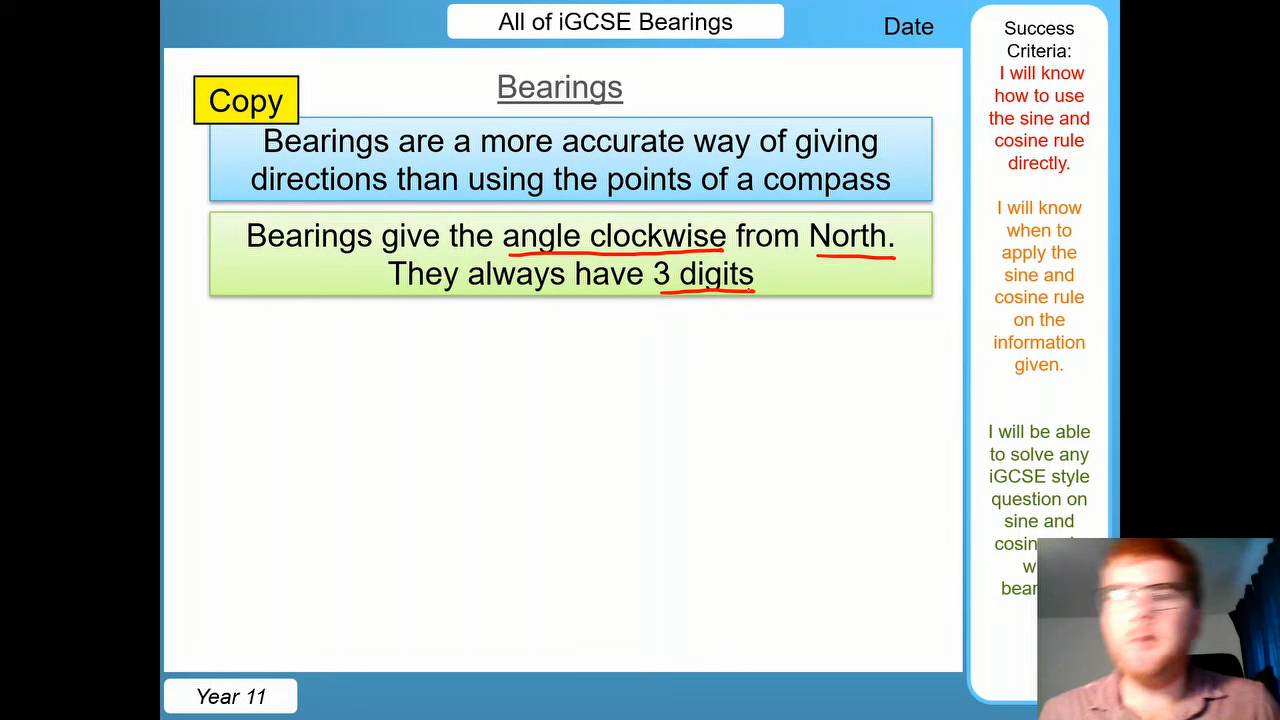 All of iGCSE Bearings
Date
Copy
Bearings
Bearings are a more accurate way of giving
directions than using the points of a compass
Bearings give the angle clockwise from North.
They always have 3 digits
Year 11
Success
Criteria:
I will know
how to use
the sine and
cosine rule
directly.
I will know
when to
apply the
sine and
cosine rule
on the
information
given.
I will be able
to solve any
iGCSE style
question on
sine and